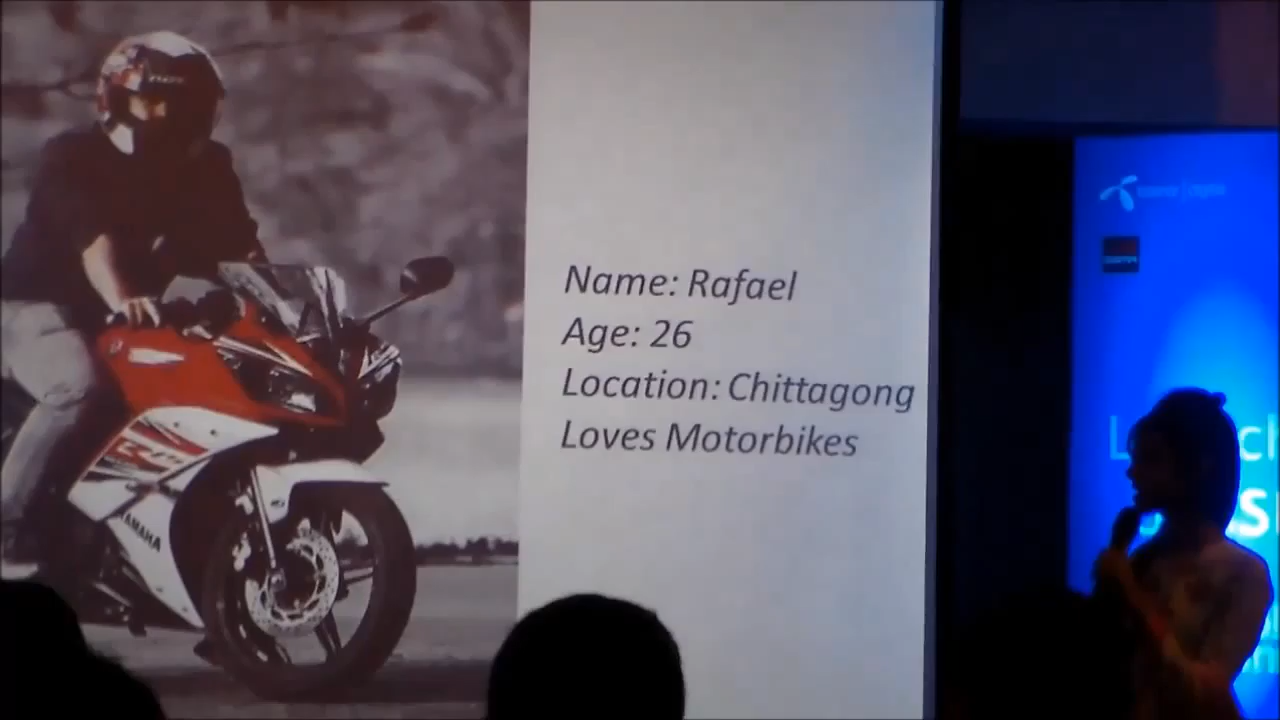 Name: Rafael
Age: 26
Location: Chittagong
Loves Motorbikes
YAMAHA